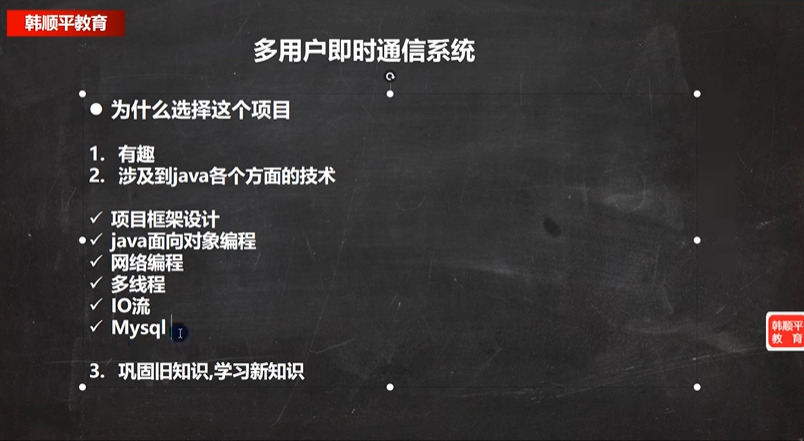 韩顺平教育
多用户即时通信系统
● 为什么选择这个项目
1. 有趣
2. 涉及到java各个方面的技术
✓ 项目框架设计
✓ java面向对象编程
✓ 网络编程
✓ 多线程
✓ IO流
✓ Mysql
3. 巩固旧知识,学习新知识
韩顺平
教 育